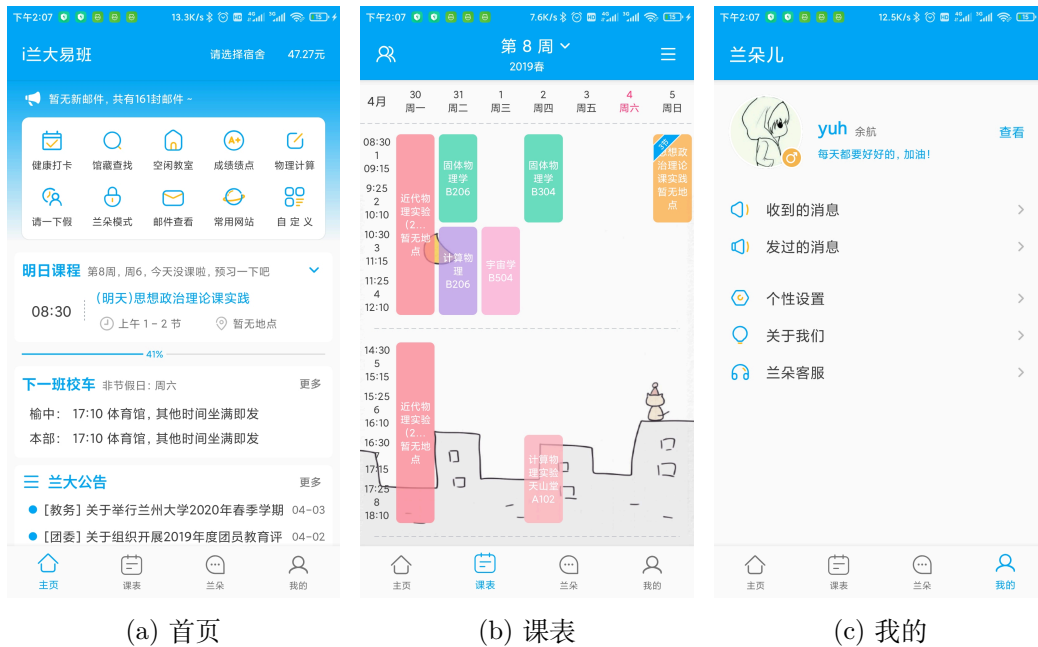 下午2:07
13.3K/s
15
i兰大易班
请选择宿舍
47.27元
暂无新邮件，共有161封邮件 ~
健康打卡
馆藏查找
空闲教室
成绩绩点
物理计算
请一下假
兰朵模式
邮件查看
常用网站
自 定 义
明日课程 第8周，周6，今天没课啦，预习一下吧
08:30
(明天)思想政治理论课实践
上午 1 – 2 节
暂无地点
41%
下一班校车 非节假日: 周六
更多
榆中： 17:10 体育馆，其他时间坐满即发
本部： 17:10 体育馆，其他时间坐满即发
兰大公告
更多
[教务] 关于举行兰州大学2020年春季学期 04-03
[团委] 关于组织开展2019年度团员教育评 04-02
主页
课表
兰朵
我的
(a) 首页
下午2:07
7.6K/s
15
第 8 周
2019春
4月
30
周一
31
周二
1
周三
2
周四
3
周五
4
周六
5
周日
08:30
1
09:15
9:25
2
10:10
10:30
3
11:15
11:25
4
12:10
14:30
5
15:15
15:25
6
16:10
16:30
17:15
17:25
8
18:10
近代物
理实验
(2...
暂无地
点
固体物
理学
B206
固体物
理学
B304
3节
思想政
治理论
课实践
暂无地
点
计算物
理
B206
宇宙学
B504
近代物
理实验
(2...
暂无地
点
计算物
理实验
天山堂
A102
主页
课表
兰朵
我的
(b) 课表
下午2:07
12.5K/s
15
兰朵儿
yuh 余航
查看
每天都要好好的，加油！
收到的消息
发过的消息
个性设置
关于我们
兰朵客服
主页
课表
兰朵
我的
(c) 我的